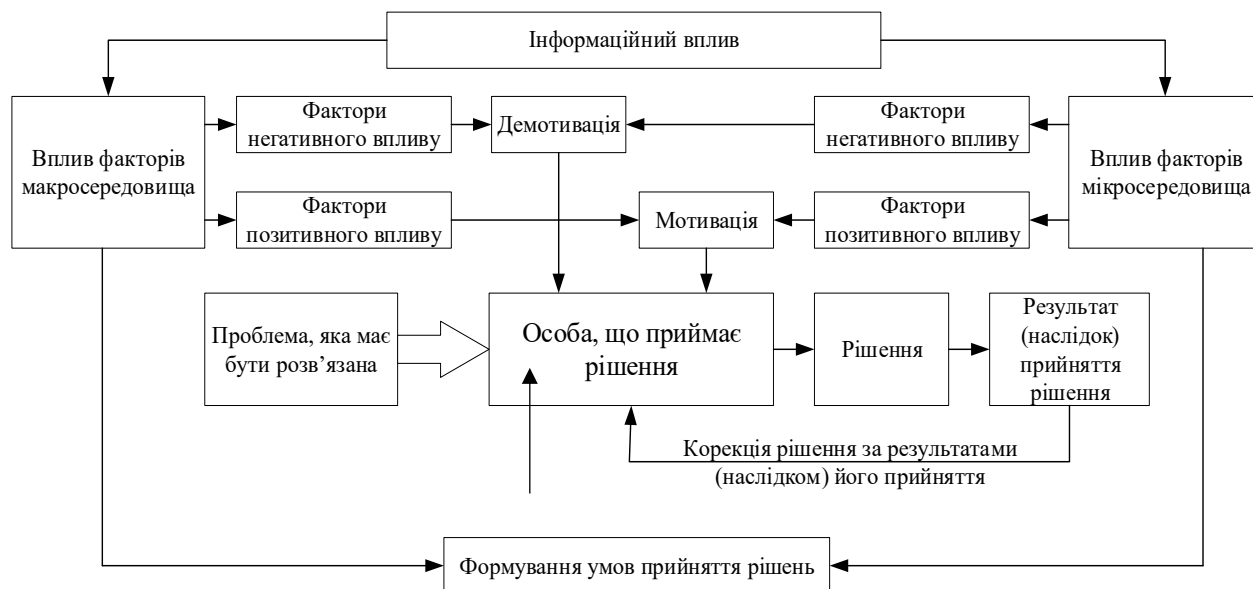 Інформаційний вплив
Вплив факторів
макросередовища
Фактори
негативного впливу
Демотивація
Фактори
негативного впливу
Вплив факторів
мікросередовища
Фактори
позитивного впливу
Мотивація
Фактори
позитивного впливу
Проблема, яка має
бути розв’язана
Особа, що приймає
рішення
Рішення
Результат
(наслідок)
прийняття
рішення
Корекція рішення за результатами
(наслідком) його прийняття
Формування умов прийняття рішень